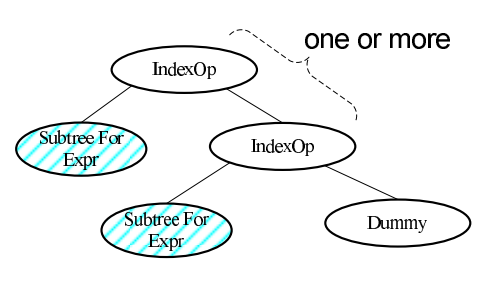 one or more
IndexOp
Subtree For
Expr
IndexOp
Subtree For
Expr
Dummy